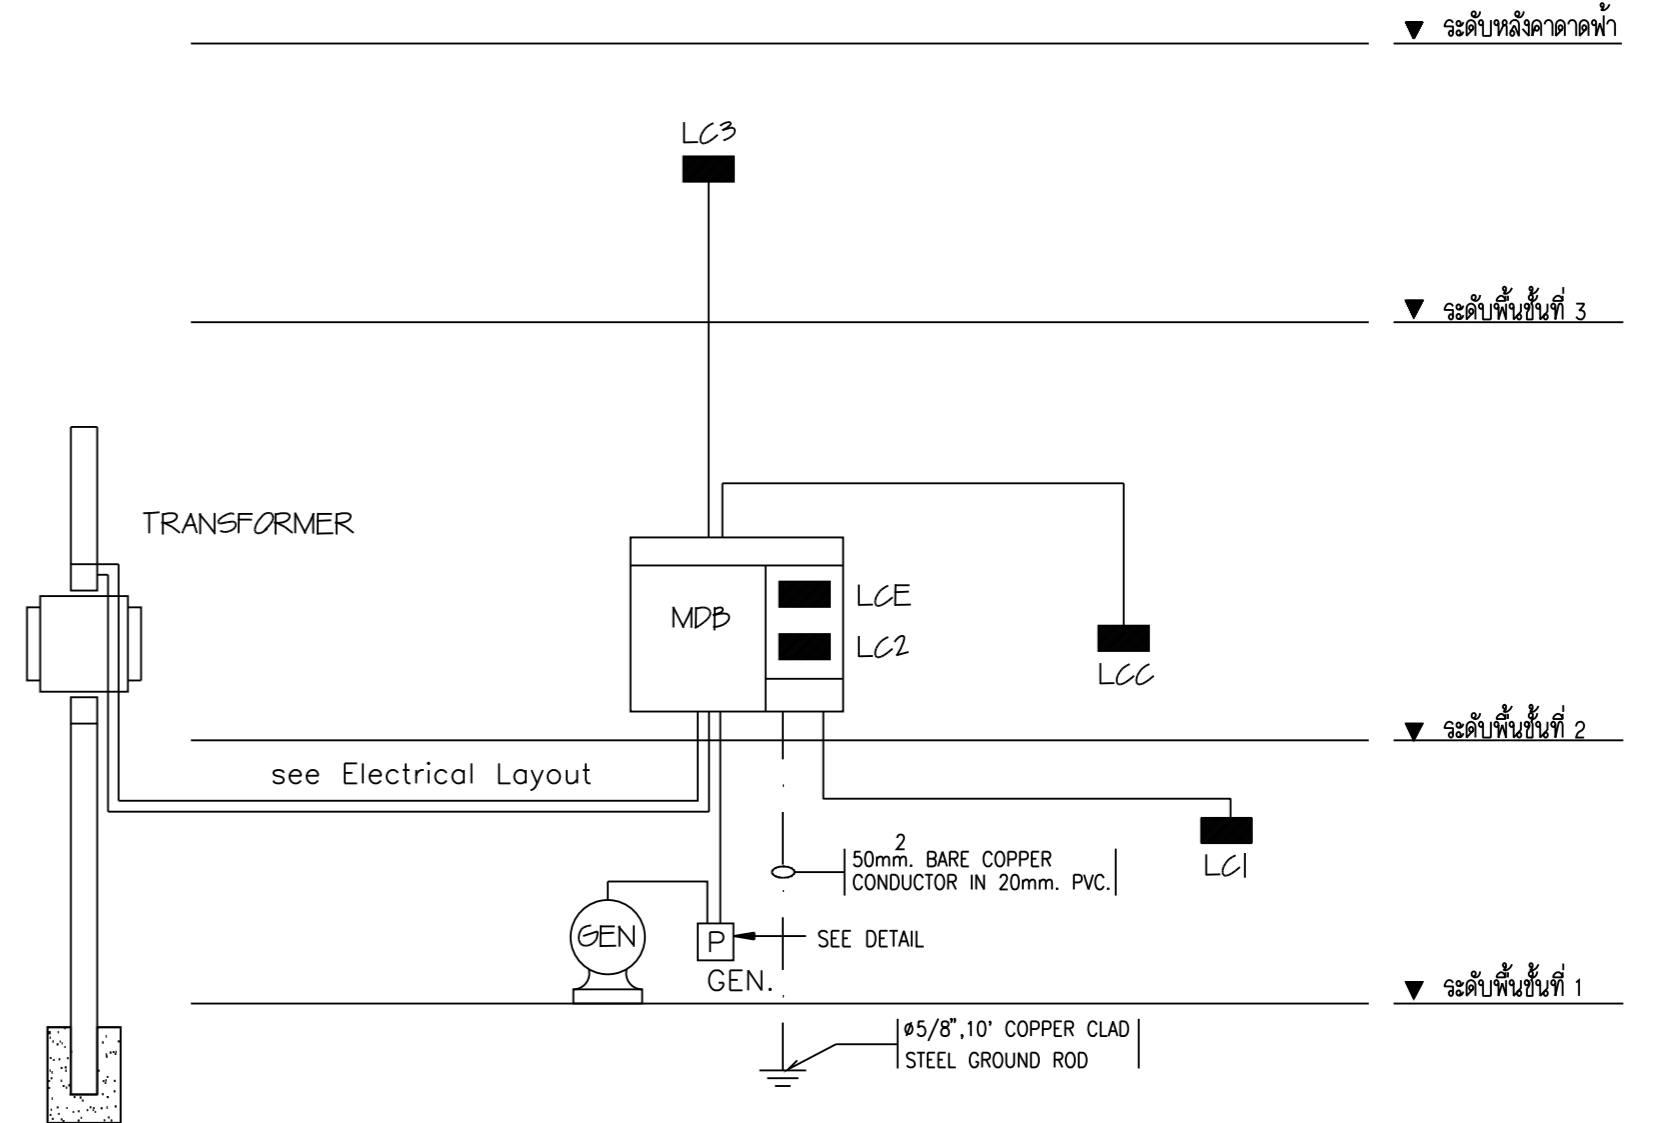 ระดับหลังคาดาดฟ้า
LC3
ระดับพื้นชั้นที่ 3
TRANSFORMER
MDB
LCE
LC2
LCC
ระดับพื้นชั้นที่ 2
see Electrical Layout
50mm.2 BARE COPPER
CONDUCTOR IN 20mm. PVC.
LC1
GEN
P
SEE DETAIL
GEN.
ระดับพื้นชั้นที่ 1
ø5/8",10' COPPER CLAD
STEEL GROUND ROD